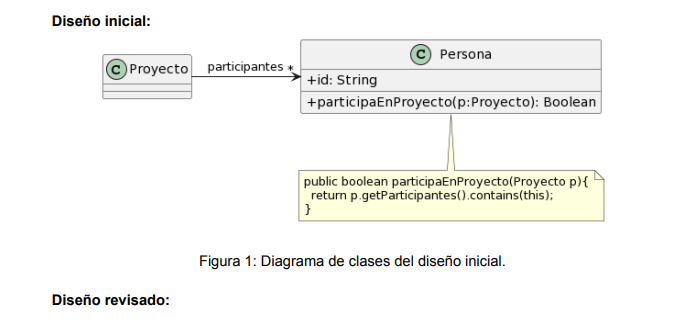 Diseño inicial:
C Proyecto
participantes *
C Persona
+id: String
+participaEnProyecto(p:Proyecto): Boolean
public boolean participaEnProyecto(Proyecto p){
return p.getParticipantes().contains(this);
}
Figura 1: Diagrama de clases del diseño inicial.
Diseño revisado: